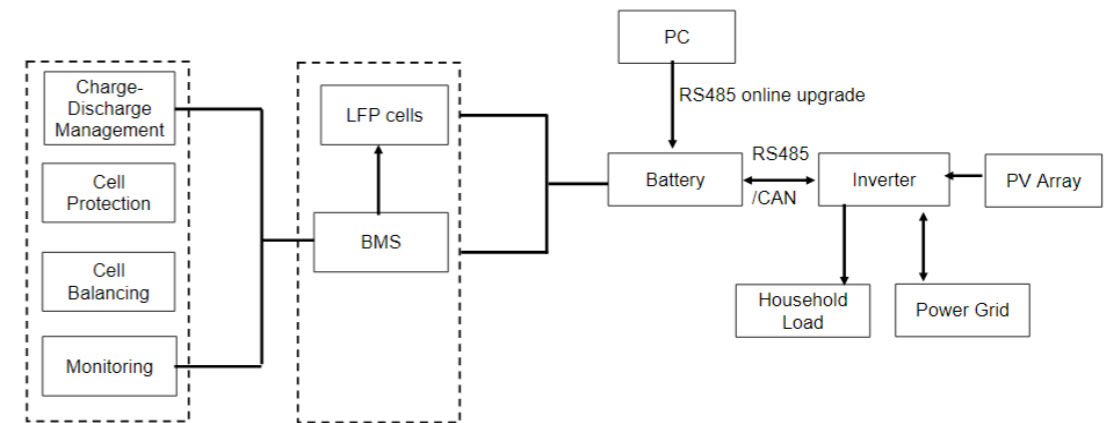 Charge-
Discharge
Management
Cell
Protection
Cell
Balancing
Monitoring
LFP cells
BMS
PC
RS485 online upgrade
Battery
RS485
/CAN
Inverter
PV Array
Household
Load
Power Grid